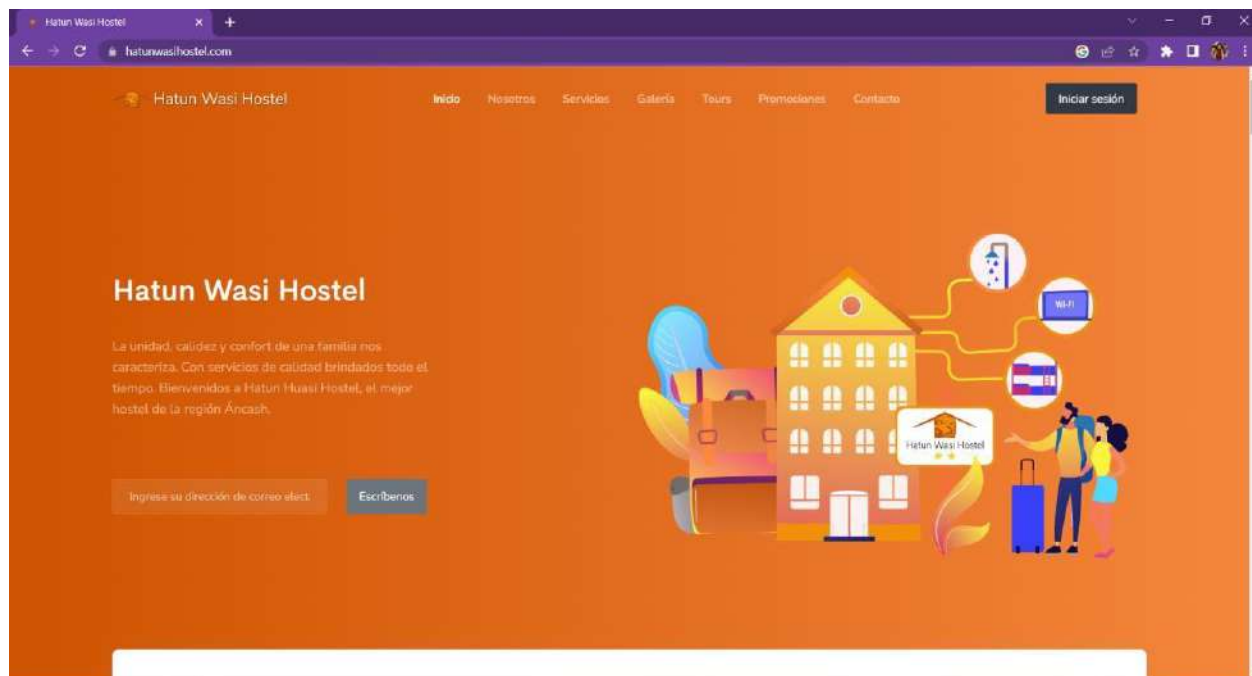 Hatun Wasi Hostel
hatunwasihostel.com
Hatun Wasi Hostel
Inicio Nosotros Servicios Galería Tours Promociones Contacto
Iniciar sesión
Hatun Wasi Hostel
La unidad, calidez y confort de una familia nos
caracteriza. Con servicios de calidad brindados todo el
tiempo. Bienvenidos a Hatun Huasi Hostel, el mejor
hostel de la región Áncash.
Ingrese su dirección de correo elect
Escríbenos
WI-FI
Hatun Wasi Hostel